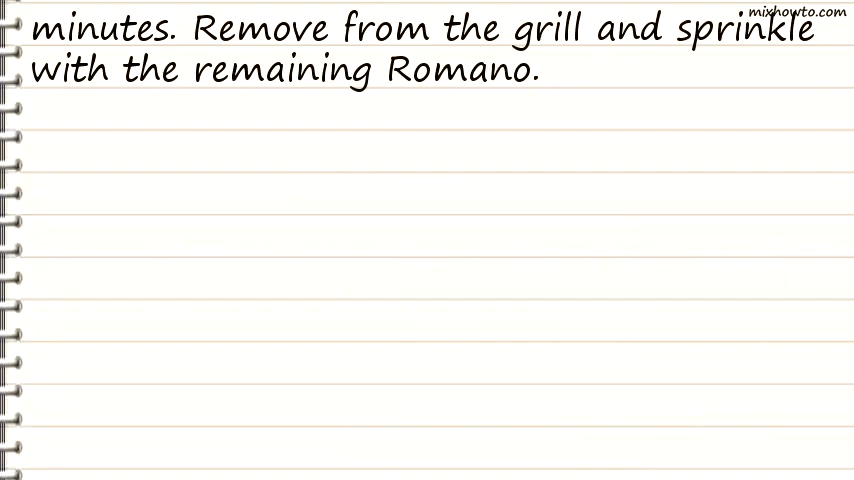 mixhowto.com
minutes. Remove from the grill and sprinkle
with the remaining Romano.